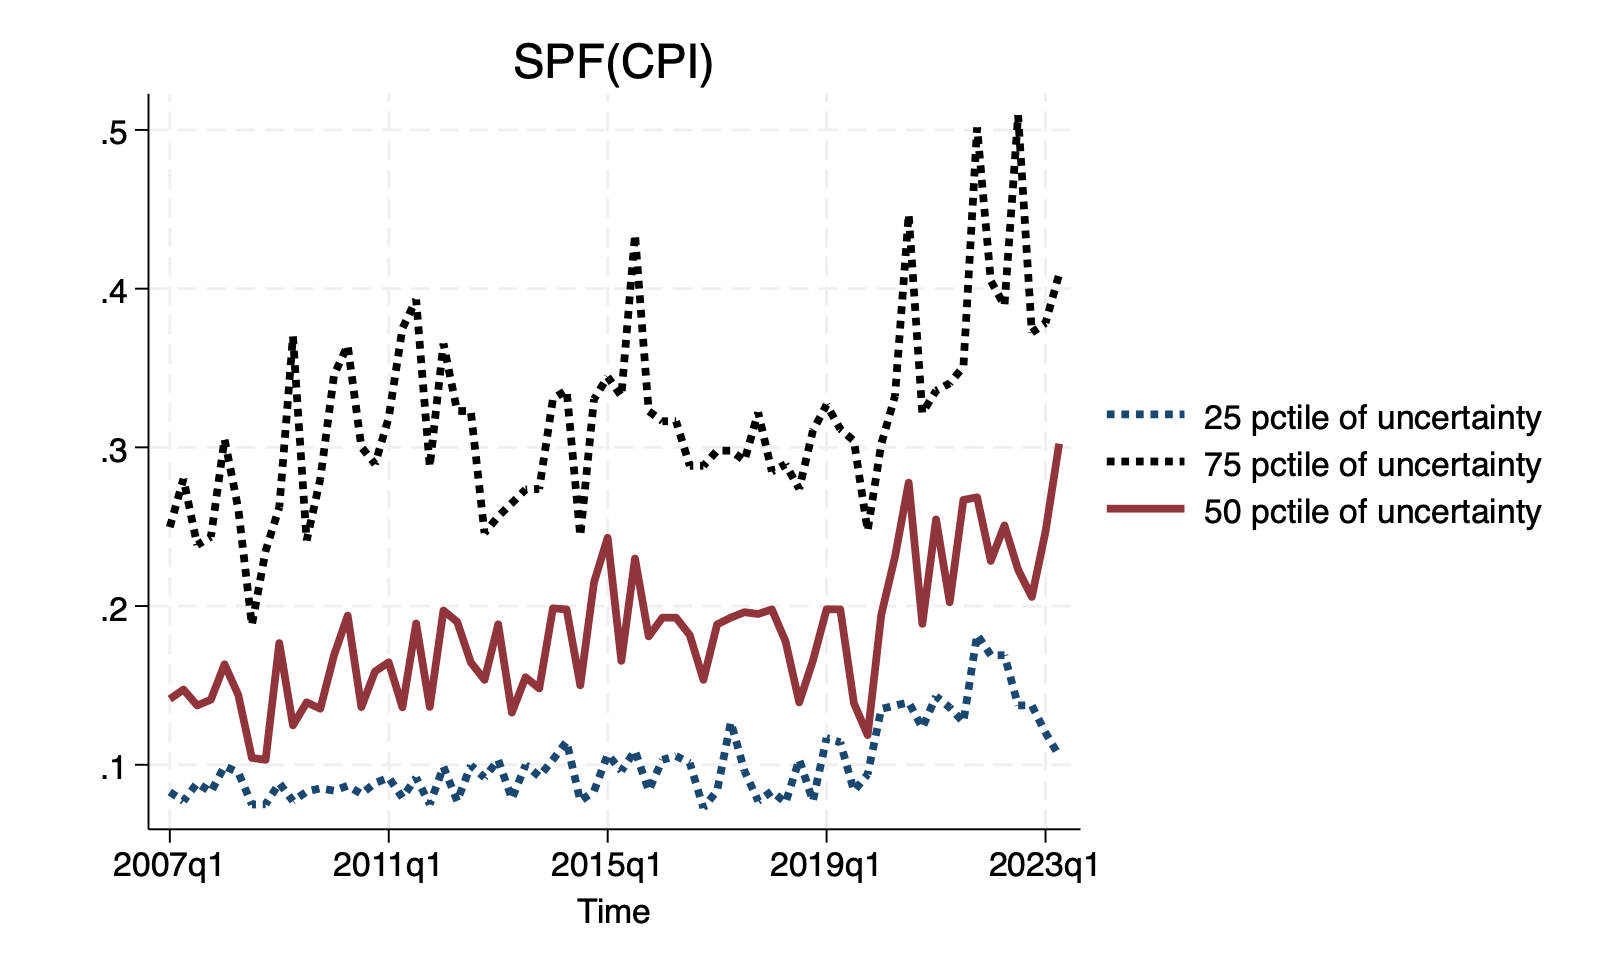 SPF(CPI)
.5
.4
.3
.2
.1
2007q1 2011q1 2015q1 2019q1 2023q1
Time
25 pctile of uncertainty
75 pctile of uncertainty
50 pctile of uncertainty